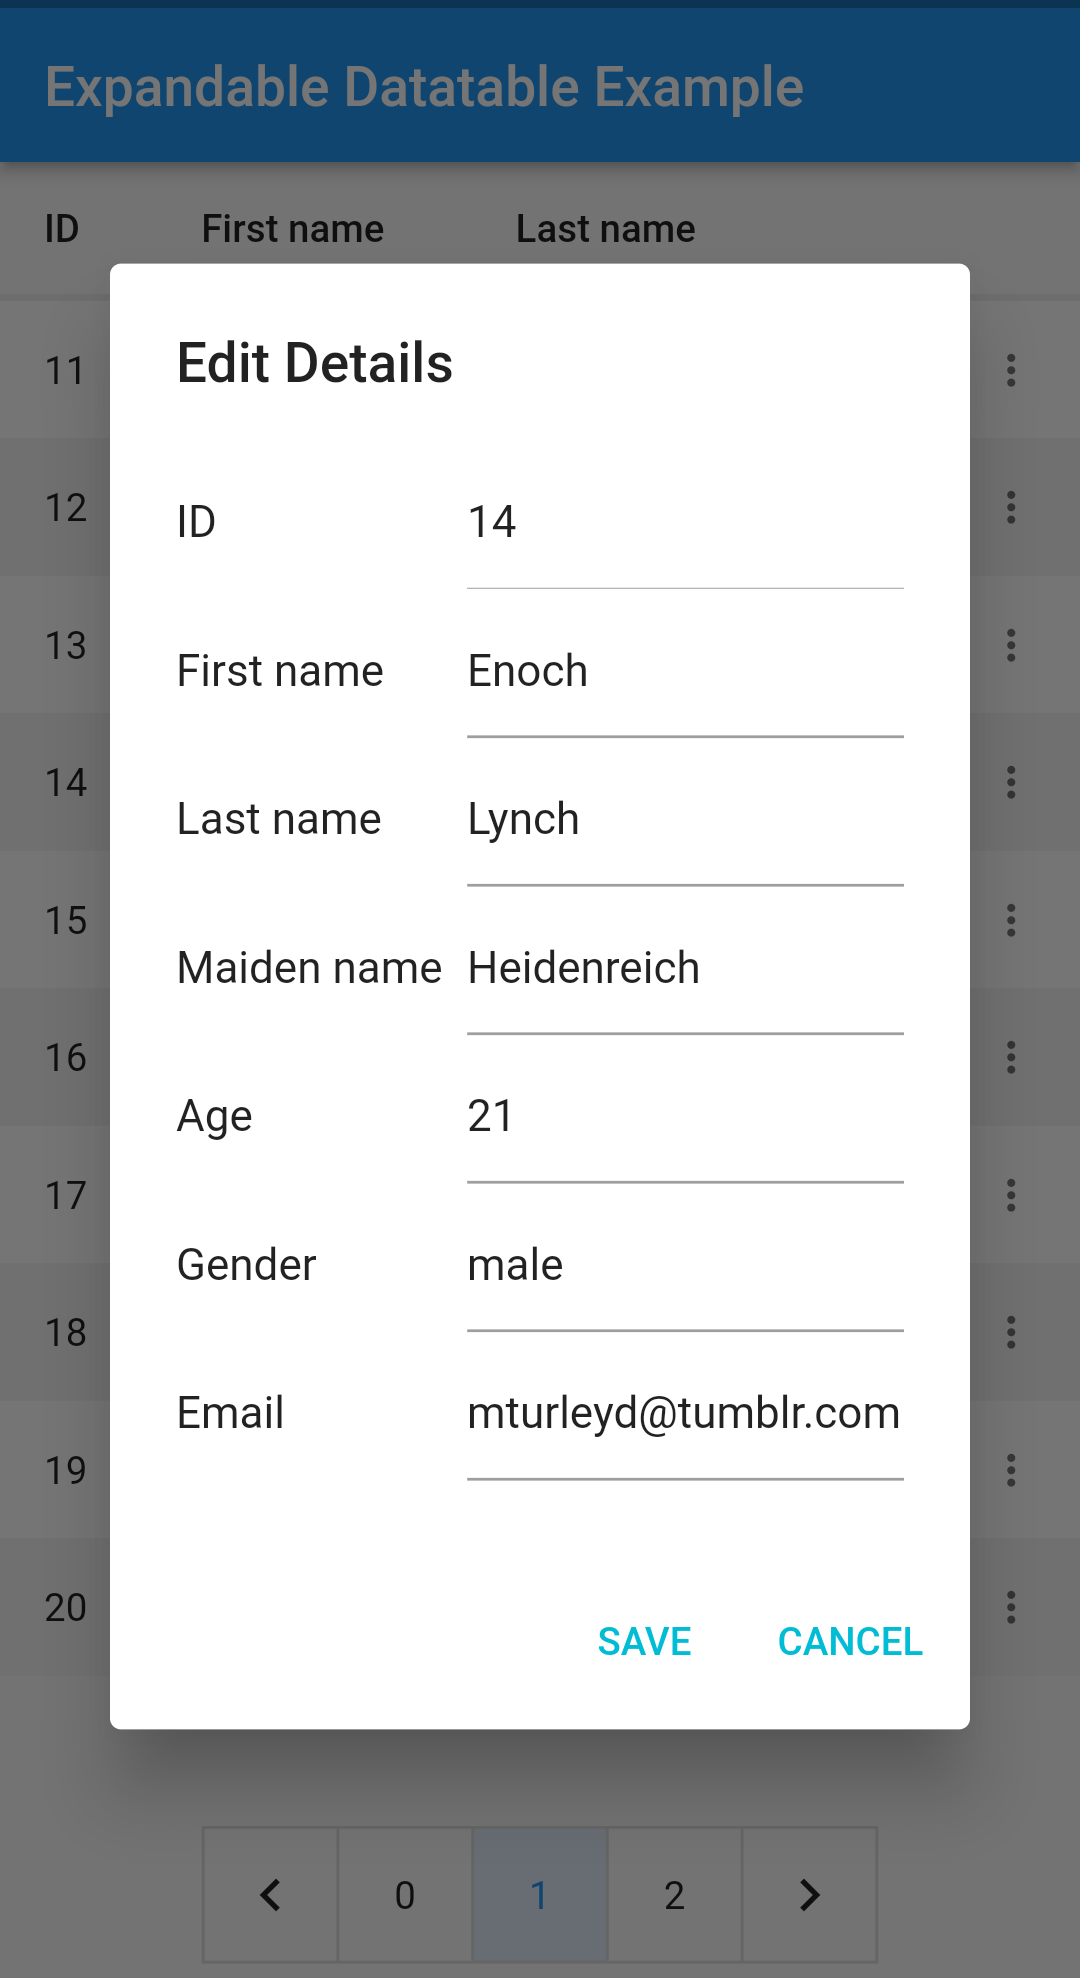 Expandable Datatable Example
ID First name Last name
Edit Details
11
ID 14
12
First name Enoch
13
14
Last name Lynch
15
Maiden name Heidenreich
16
Age 21
17
Gender male
18
Email mturleyd@tumblr.com
19
20
SAVE CANCEL
0 1 2